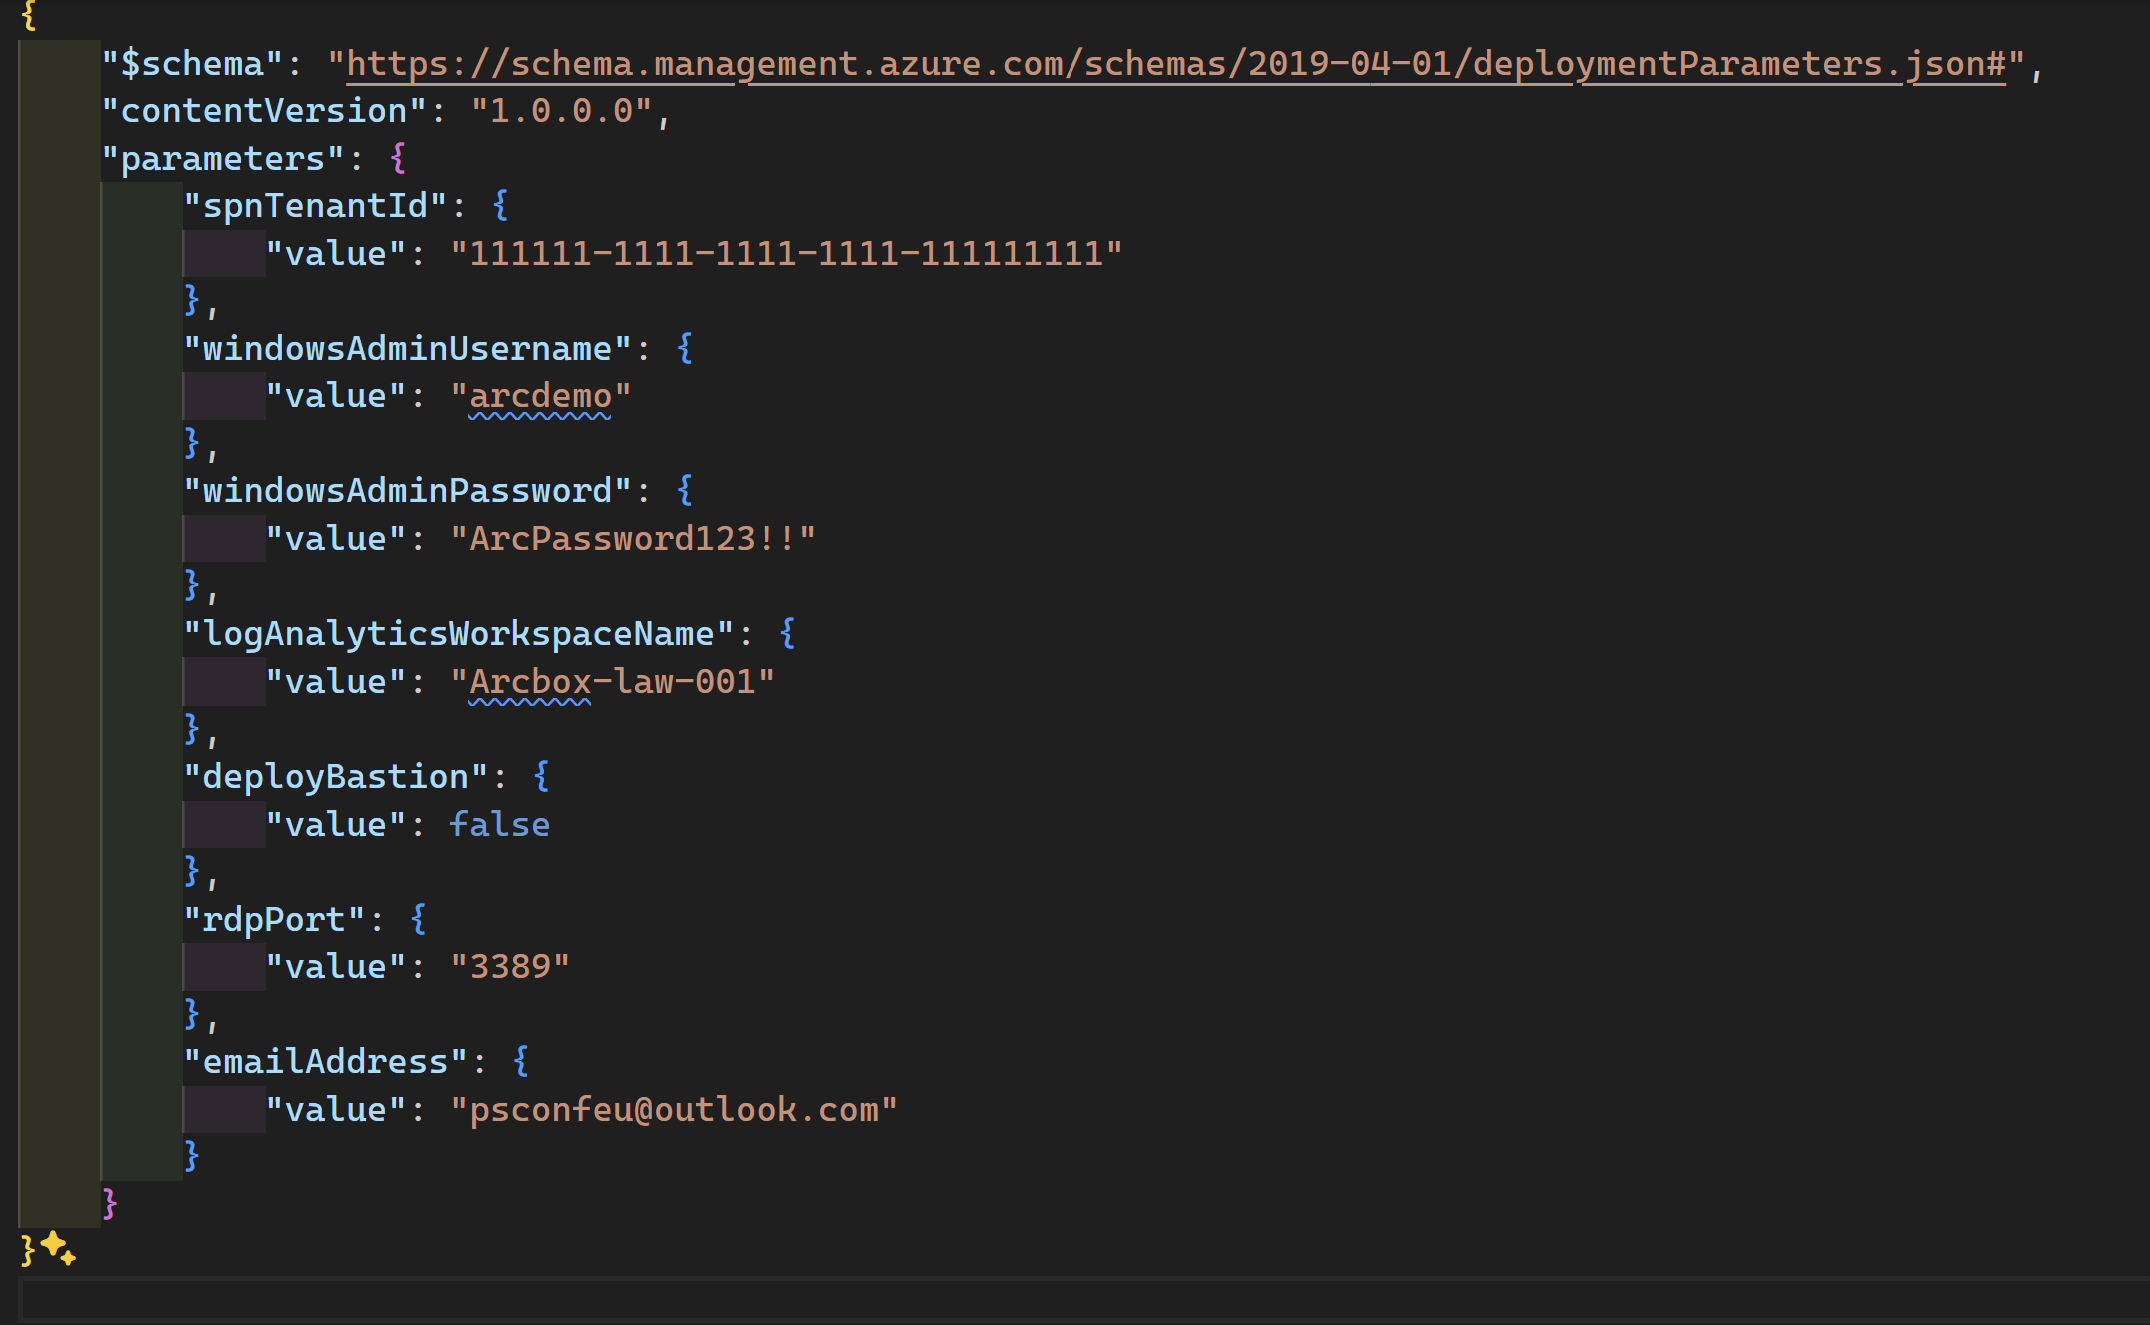 {
    "$schema": "https://schema.management.azure.com/schemas/2019-04-01/deploymentParameters.json#",
    "contentVersion": "1.0.0.0",
    "parameters": {
        "spnTenantId": {
            "value": "111111-1111-1111-1111-111111111"
        },
        "windowsAdminUsername": {
            "value": "arcdemo"
        },
        "windowsAdminPassword": {
            "value": "ArcPassword123!!"
        },
        "logAnalyticsWorkspaceName": {
            "value": "Arcbox-law-001"
        },
        "deployBastion": {
            "value": false
        },
        "rdpPort": {
            "value": "3389"
        },
        "emailAddress": {
            "value": "psconfeu@outlook.com"
        }
    }
}